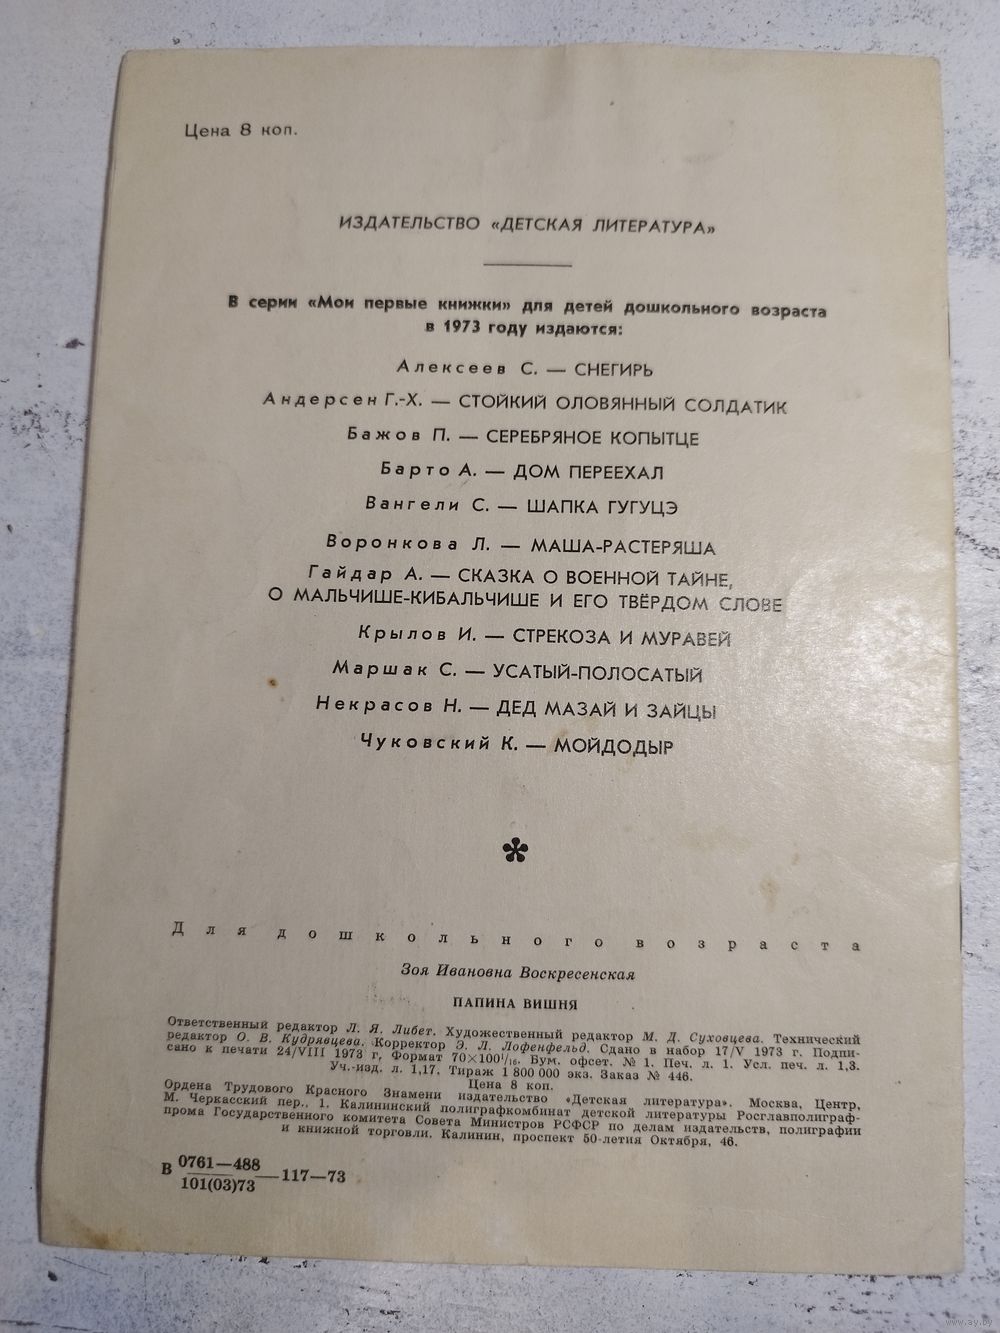 Цена 8 коп.
ИЗДАТЕЛЬСТВО «ДЕТСКАЯ ЛИТЕРАТУРА»
В серии «Мои первые книжки» для детей дошкольного возраста
в 1973 году издаются:
Алексеев С. — СНЕГИРЬ
Андерсен Г.-Х. — СТОЙКИЙ ОЛОВЯННЫЙ СОЛДАТИК
Бажов П. — СЕРЕБРЯНОЕ КОПЫТЦЕ
Барто А. — ДОМ ПЕРЕЕХАЛ
Вангели С. — ШАПКА ГУГУЦЭ
Воронкова Л. — МАША-РАСТЕРЯША
Гайдар А. — СКАЗКА О ВОЕННОЙ ТАЙНЕ,
О МАЛЬЧИШЕ-КИБАЛЬЧИШЕ И ЕГО ТВЁРДОМ СЛОВЕ
Крылов И. — СТРЕКОЗА И МУРАВЕЙ
Маршак С. — УСАТЫЙ-ПОЛОСАТЫЙ
Некрасов Н. — ДЕД МАЗАЙ И ЗАЙЦЫ
Чуковский К. — МОЙДОДЫР
*
Для дошкольного возраста
Зоя Ивановна Воскресенская
ПАПИНА ВИШНЯ
Ответственный редактор Л. Я. Либет. Художественный редактор М. Д. Суховцева. Технический
редактор О. В. Кудрявцева. Корректор Э. Л. Лофенфельд. Сдано в набор 17/V 1973 г. Подпи-
сано к печати 24/VIII 1973 г. Формат 70×100¹/₁₆. Бум. офсет. № 1. Печ. л. 1. Усл. печ. л. 1,3.
Уч.-изд. л. 1,17. Тираж 1 800 000 экз. Заказ № 446.
Цена 8 коп.
Ордена Трудового Красного Знамени издательство «Детская литература». Москва, Центр,
М. Черкасский пер., 1. Калининский полиграфкомбинат детской литературы Росглавполиграф-
прома Государственного комитета Совета Министров РСФСР по делам издательств, полиграфии
и книжной торговли. Калинин, проспект 50-летия Октября, 46.
В 0761—488
101(03)73 —117—73
www.ay.by